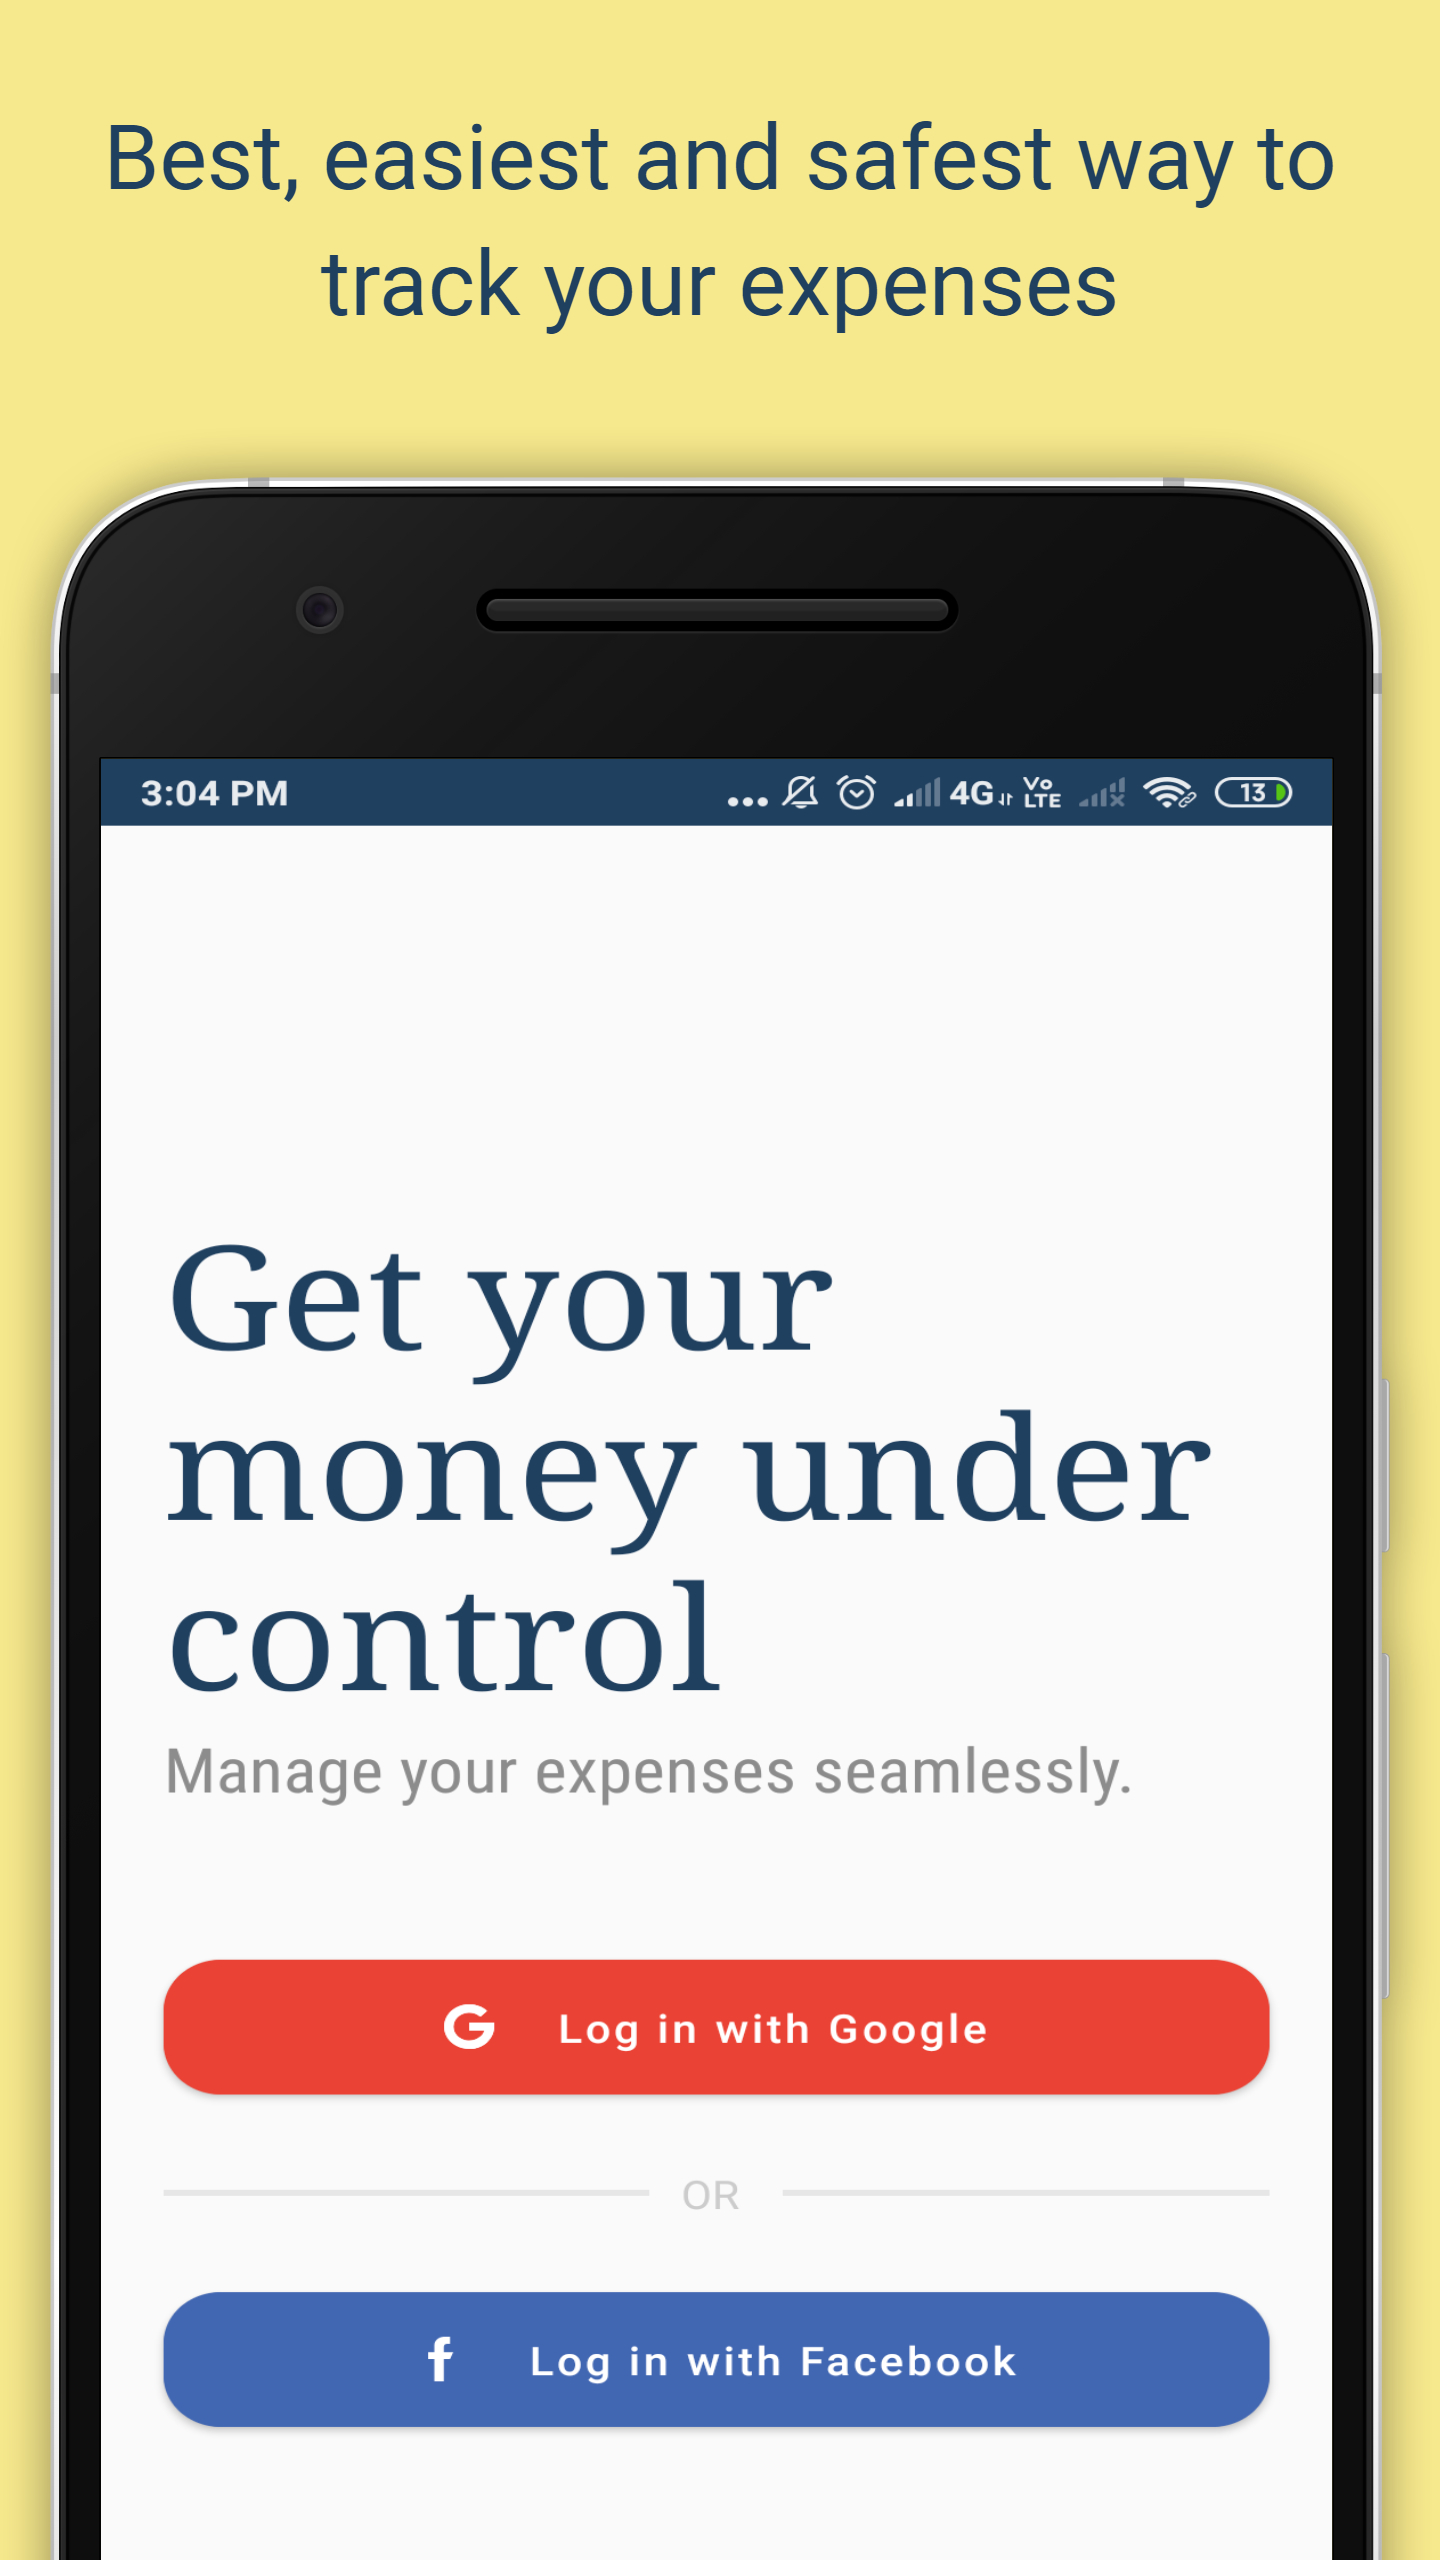 Best, easiest and safest way to
track your expenses
3:04 PM ... 4G Vo LTE 13
Get your
money under
control
Manage your expenses seamlessly.
G Log in with Google
OR
f Log in with Facebook